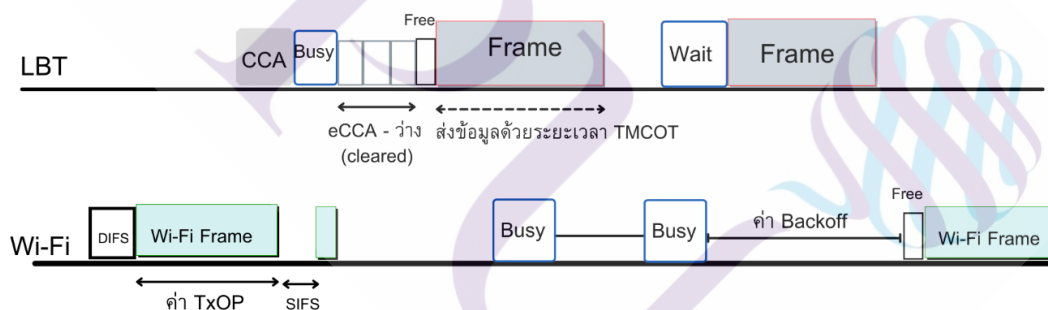 Free
CCA
Busy
Frame
Wait
Frame
LBT
eCCA - ว่าง
(cleared)
ส่งข้อมูลด้วยระยะเวลา TMCOT
Free
DIFS
Wi-Fi Frame
Busy
Busy
ค่า Backoff
Wi-Fi Frame
Wi-Fi
ค่า TxOP
SIFS